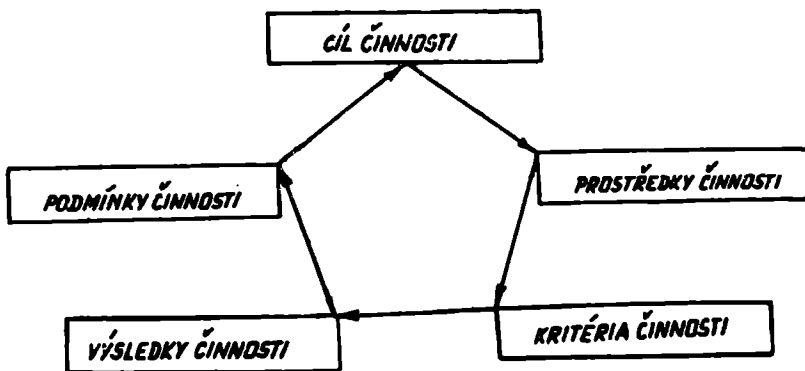 CÍL ČINNOSTI
PODMÍNKY ČINNOSTI
PROSTŘEDKY ČINNOSTI
VÝSLEDKY ČINNOSTI
KRITÉRIA ČINNOSTI